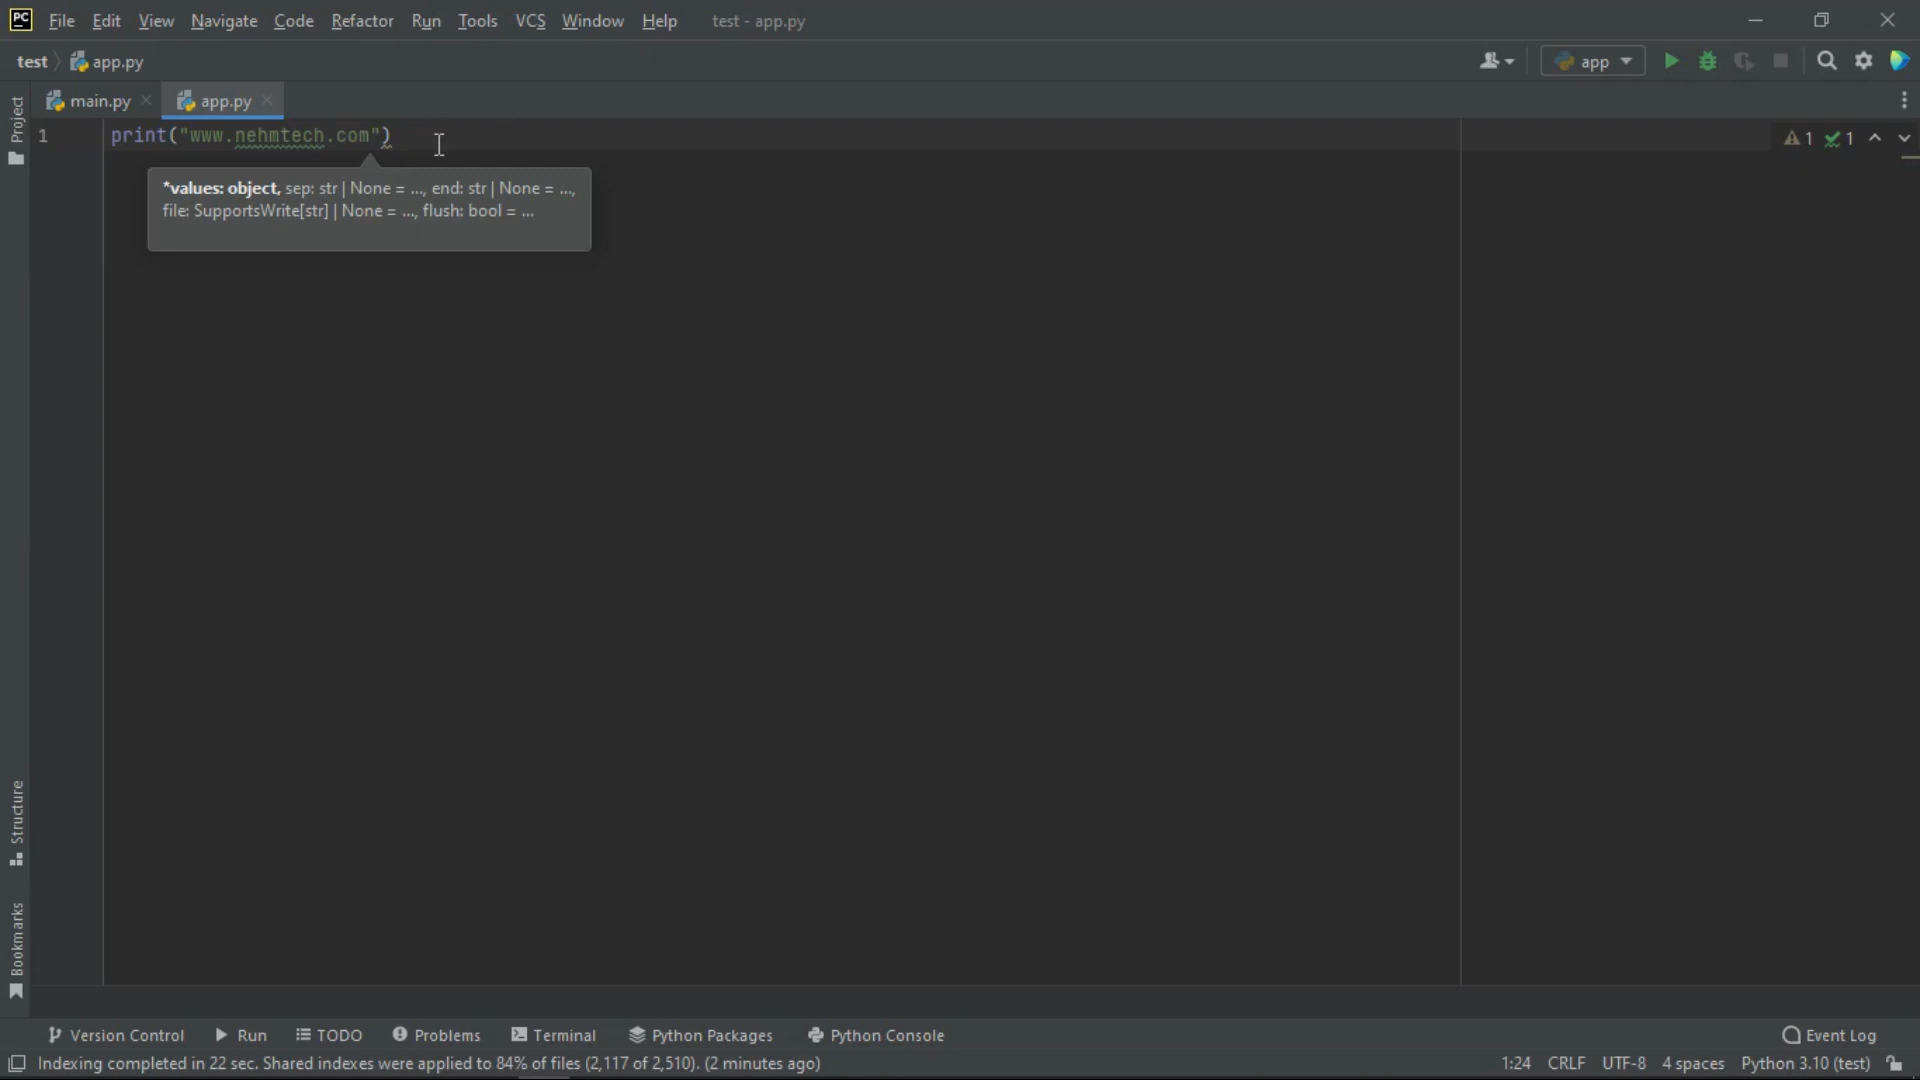 PC File Edit View Navigate Code Refactor Run Tools VCS Window Help test - app.py
test app.py app
main.py app.py
Project
1 print("www.nehmtech.com")
1 1
*values: object, sep: str | None = ..., end: str | None = ...,
file: SupportsWrite[str] | None = ..., flush: bool = ...
Structure
Bookmarks
Version Control Run TODO Problems Terminal Python Packages Python Console Event Log
Indexing completed in 22 sec. Shared indexes were applied to 84% of files (2,117 of 2,510). (2 minutes ago) 1:24 CRLF UTF-8 4 spaces Python 3.10 (test)